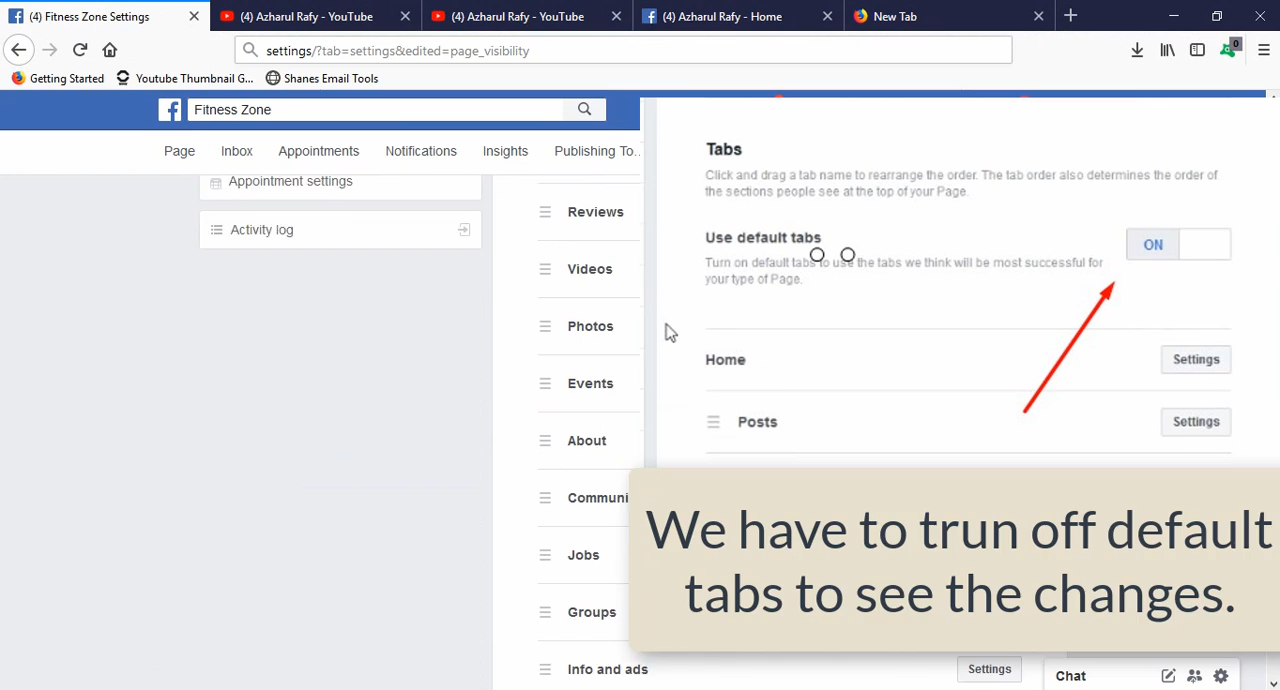 (4) Fitness Zone Settings
(4) Azharul Rafy - YouTube
(4) Azharul Rafy - YouTube
(4) Azharul Rafy - Home
New Tab
settings/?tab=settings&edited=page_visibility
0
Getting Started
Youtube Thumbnail G...
Shanes Email Tools
Fitness Zone
Page
Inbox
Appointments
Notifications
Insights
Publishing To..
Appointment settings
Activity log
Reviews
Videos
Photos
Events
About
Communi
Jobs
Groups
Info and ads
Settings
Tabs
Click and drag a tab name to rearrange the order. The tab order also determines the order of
the sections people see at the top of your Page.
Use default tabs
ON
Turn on default tabs to use the tabs we think will be most successful for
your type of Page.
Home
Settings
Posts
Settings
We have to trun off default
tabs to see the changes.
Chat